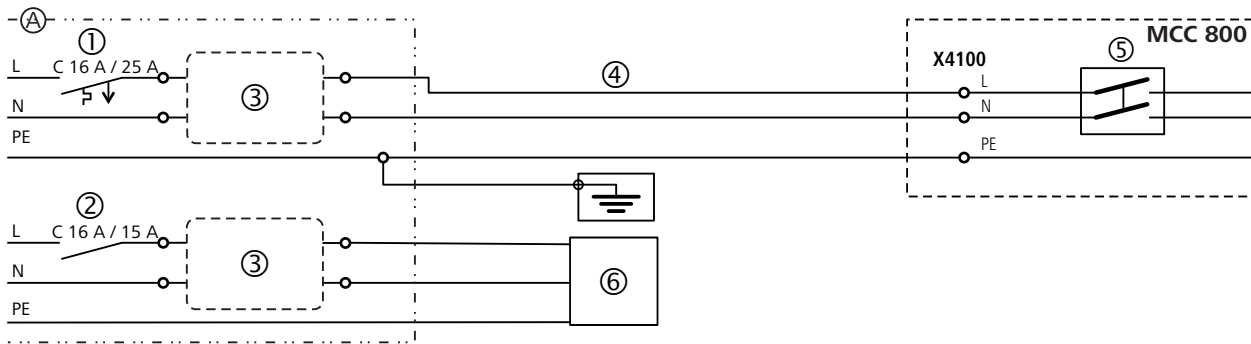 Ⓐ
①
L C 16 A / 25 A
③
N
PE
④
MCC 800
⑤
X4100
L
N
PE
②
L C 16 A / 15 A
③
N
PE
⑥